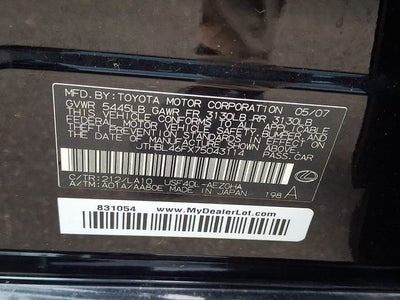 MFD. BY: TOYOTA MOTOR CORPORATION 05/07
GVWR 5445LB GAWR FR 3130LB RR 3130LB
THIS VEHICLE CONFORMS TO ALL APPLICABLE
FEDERAL MOTOR VEHICLE SAFETY, BUMPER, AND
THEFT PREVENTION STANDARDS IN EFFECT ON
THE DATE OF MANUFACTURE SHOWN ABOVE.
JTHBL46FX75043114 PASS.CAR
C/TR: 212/LA10 USF40L-AEZGHA
A/TM: A01A/AA80E MADE IN JAPAN 198 A
831054 www.MyDealerLot.com